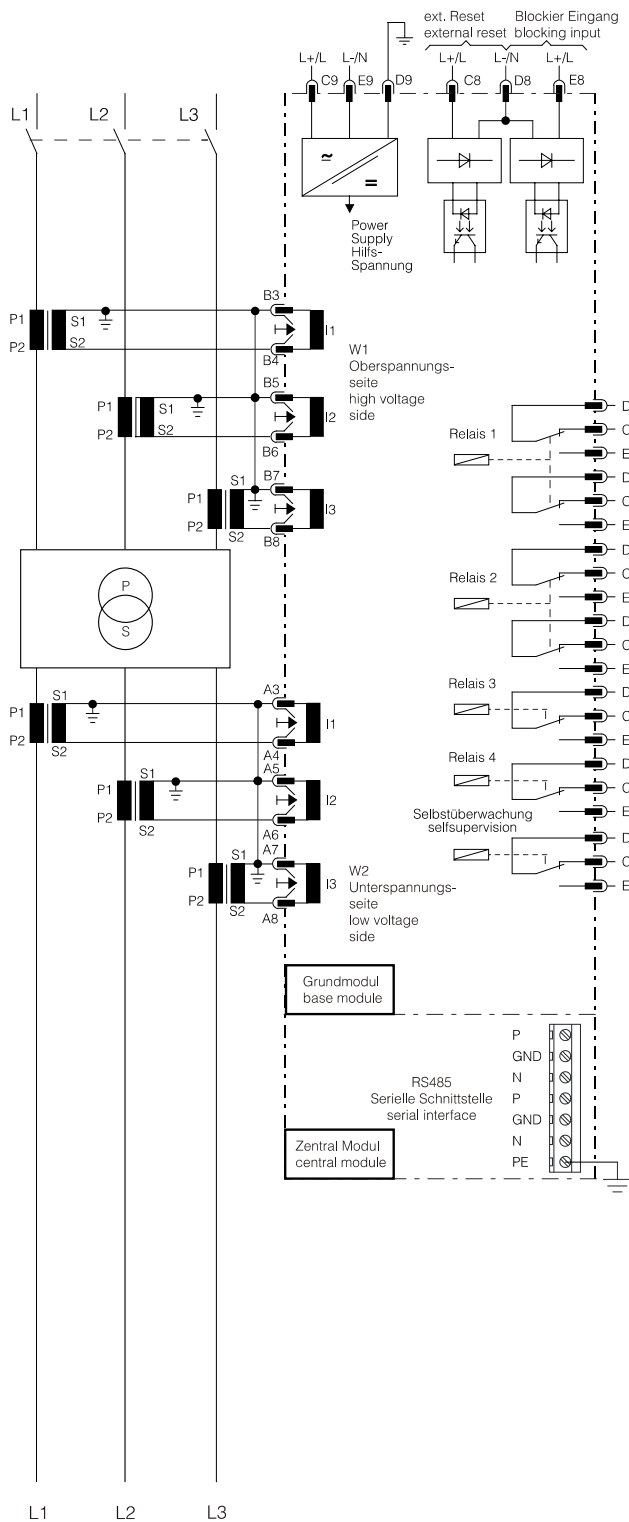 ext. Reset
external reset
Blockier Eingang
blocking input
L+/L
L-/N
L+/L
L-/N
L+/L
C9
E9
D9
C8
D8
E8
L1
L2
L3
~
=
Power
Supply
Hilfs-
Spannung
P1
P2
S1
S2
B3
B4
I1
W1
Oberspannungs-
seite
high voltage
side
P1
P2
S1
S2
B5
B6
I2
P1
P2
S1
S2
B7
B8
I3
P
S
P1
P2
S1
S2
A3
A4
I1
P1
P2
S1
S2
A5
A6
I2
P1
P2
S1
S2
A7
A8
I3
W2
Unterspannungs-
seite
low voltage
side
Relais 1
D
C
E
D
C
E
Relais 2
D
C
E
D
C
E
Relais 3
D
C
E
Relais 4
D
C
E
Selbstüberwachung
selfsupervision
D
C
E
Grundmodul
base module
RS485
Serielle Schnittstelle
serial interface
P
GND
N
P
GND
N
PE
Zentral Modul
central module
L1
L2
L3